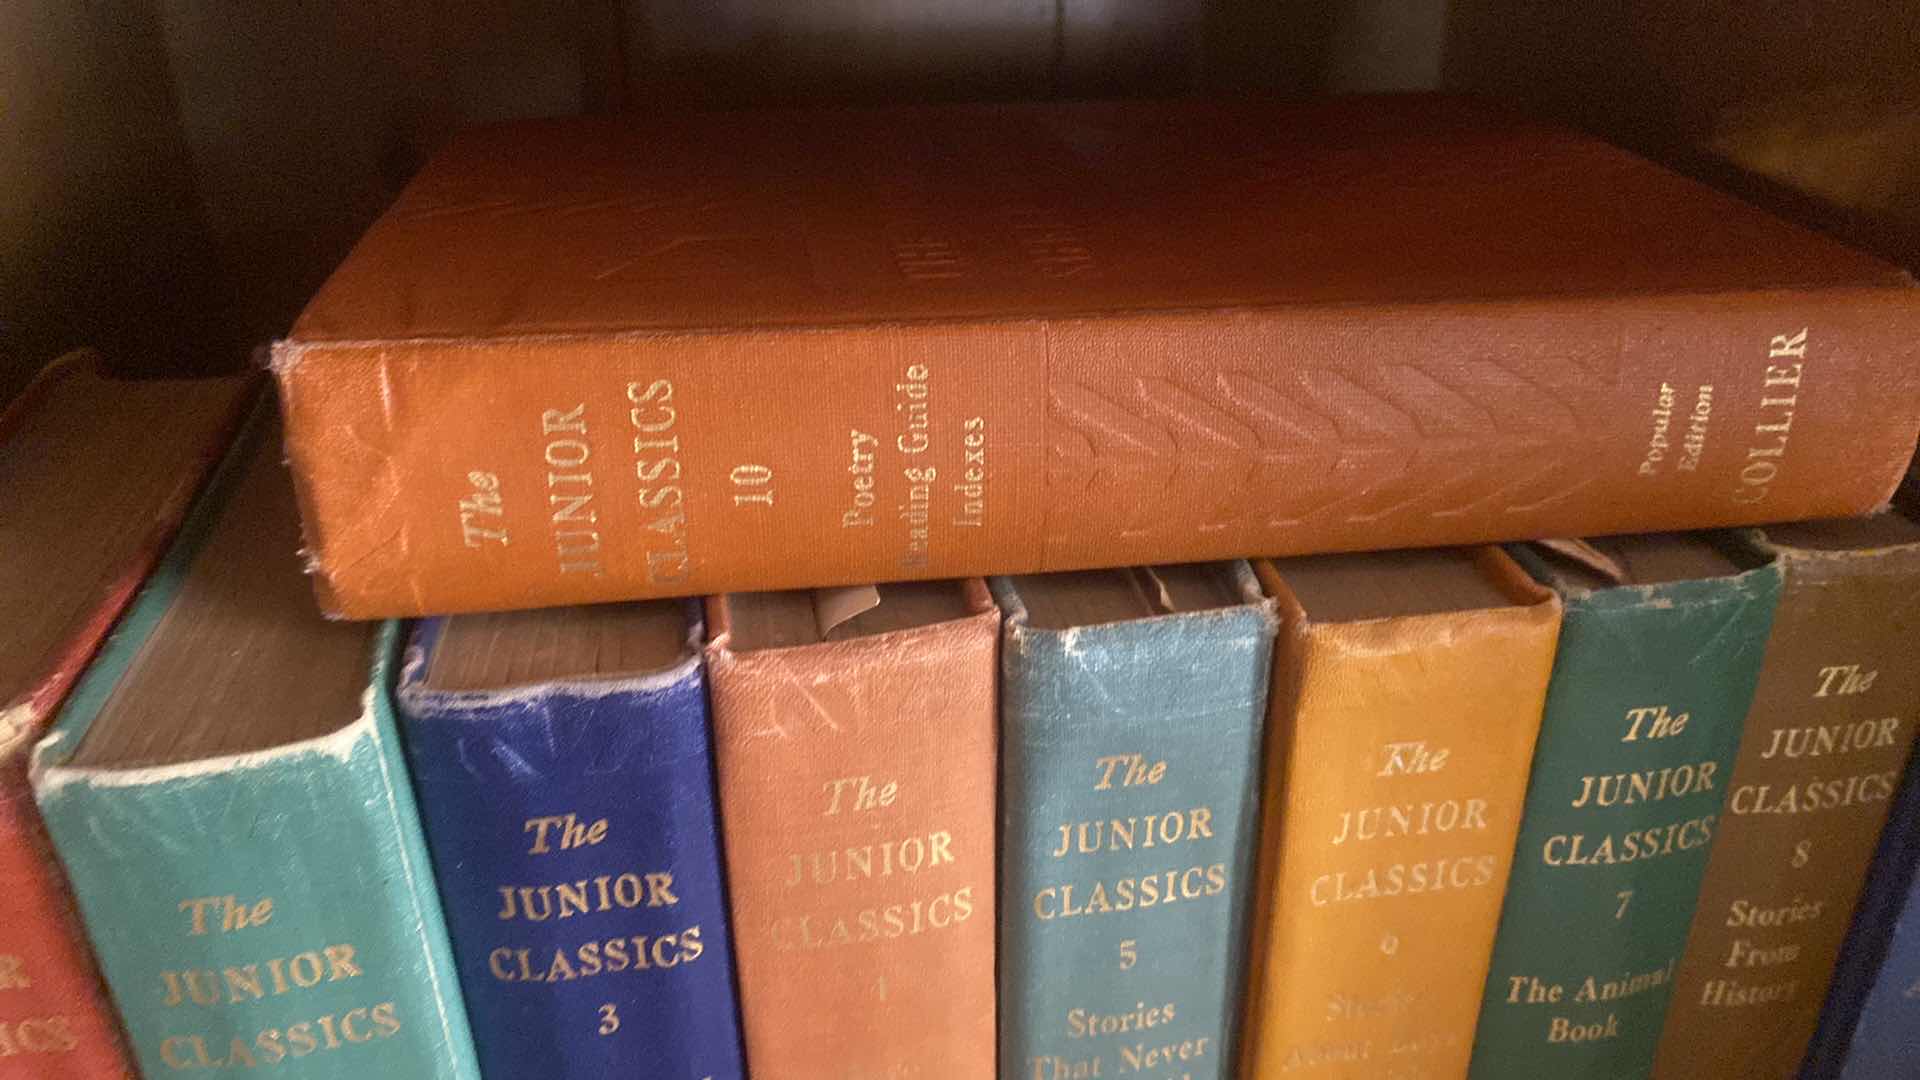 The
JUNIOR
CLASSICS
10
Poetry
Reading Guide
Indexes
Popular
Edition
COLLIER
The
JUNIOR
CLASSICS
The
JUNIOR
CLASSICS
3
The
JUNIOR
CLASSICS
The
JUNIOR
CLASSICS
5
Stories
That Never
The
JUNIOR
CLASSICS
Stories
About
The
JUNIOR
CLASSICS
7
The Animal
Book
The
JUNIOR
CLASSICS
8
Stories
From
History